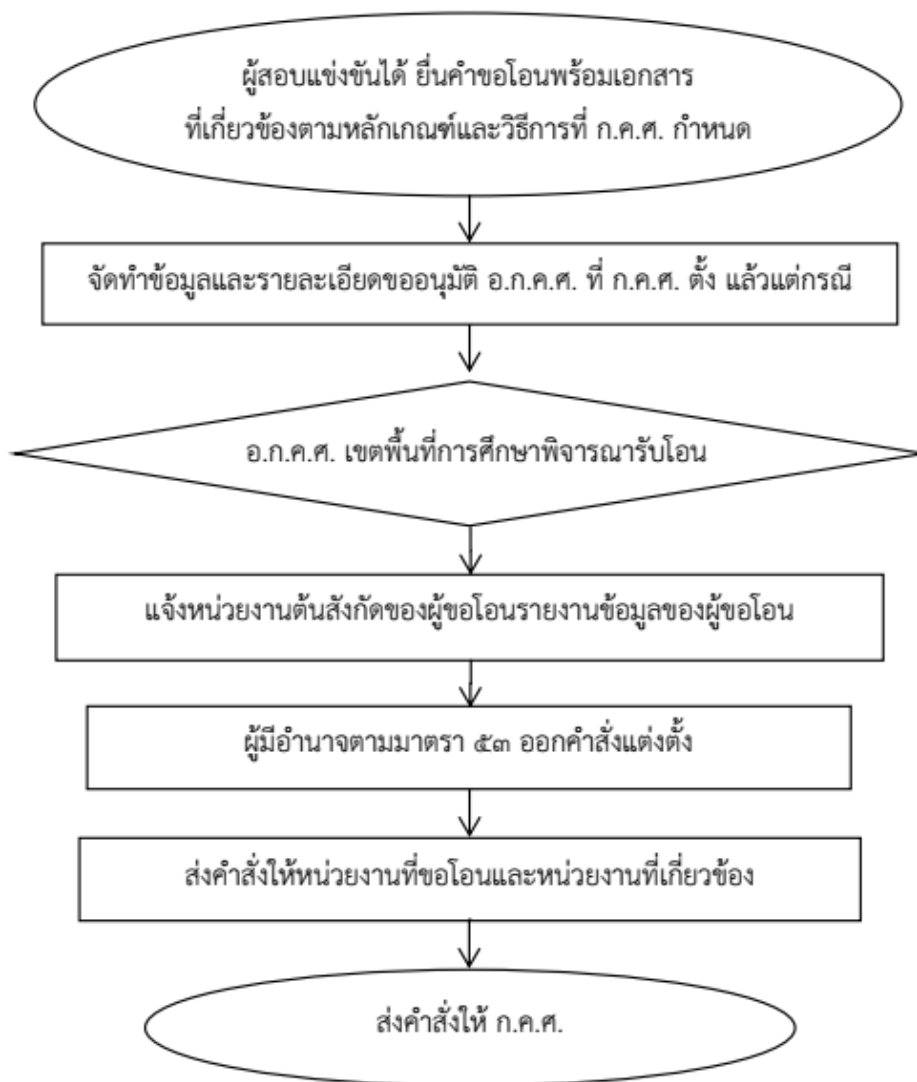 ผู้สอบแข่งขันได้ ยื่นคำขอโอนพร้อมเอกสาร
ที่เกี่ยวข้องตามหลักเกณฑ์และวิธีการที่ ก.ค.ศ. กำหนด
จัดทำข้อมูลและรายละเอียดขออนุมัติ อ.ก.ค.ศ. ที่ ก.ค.ศ. ตั้ง แล้วแต่กรณี
อ.ก.ค.ศ. เขตพื้นที่การศึกษาพิจารณารับโอน
แจ้งหน่วยงานต้นสังกัดของผู้ขอโอนรายงานข้อมูลของผู้ขอโอน
ผู้มีอำนาจตามมาตรา ๕๓ ออกคำสั่งแต่งตั้ง
ส่งคำสั่งให้หน่วยงานที่ขอโอนและหน่วยงานที่เกี่ยวข้อง
ส่งคำสั่งให้ ก.ค.ศ.